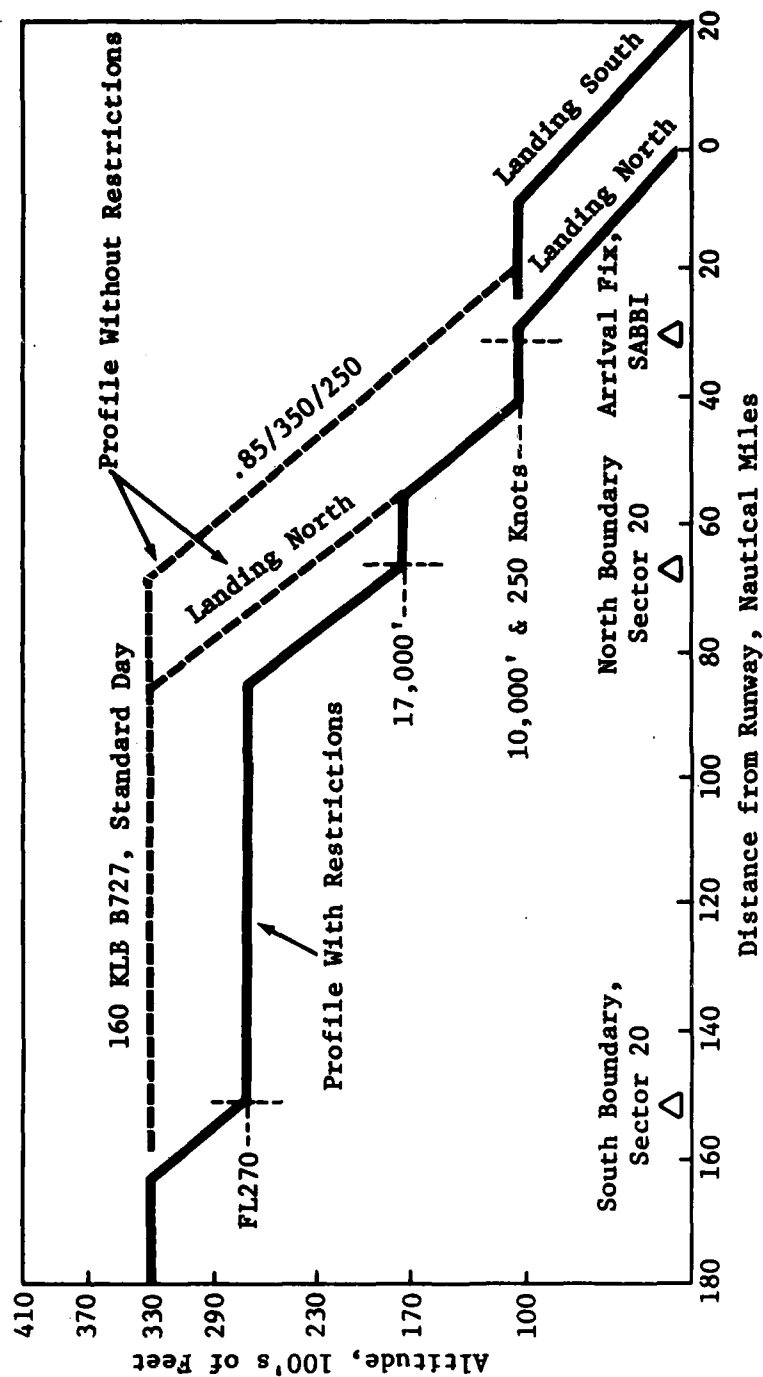 410
370
330
290
230
170
100
Altitude, 100's of Feet
160 KLB B727, Standard Day
Profile Without Restrictions
.85/350/250
Landing North
FL270
Profile With Restrictions
17,000'
10,000' & 250 Knots
Landing South
Landing North
South Boundary,
Sector 20
North Boundary
Sector 20
Arrival Fix,
SABBI
180
160
140
120
100
80
60
40
20
0
20
Distance from Runway, Nautical Miles